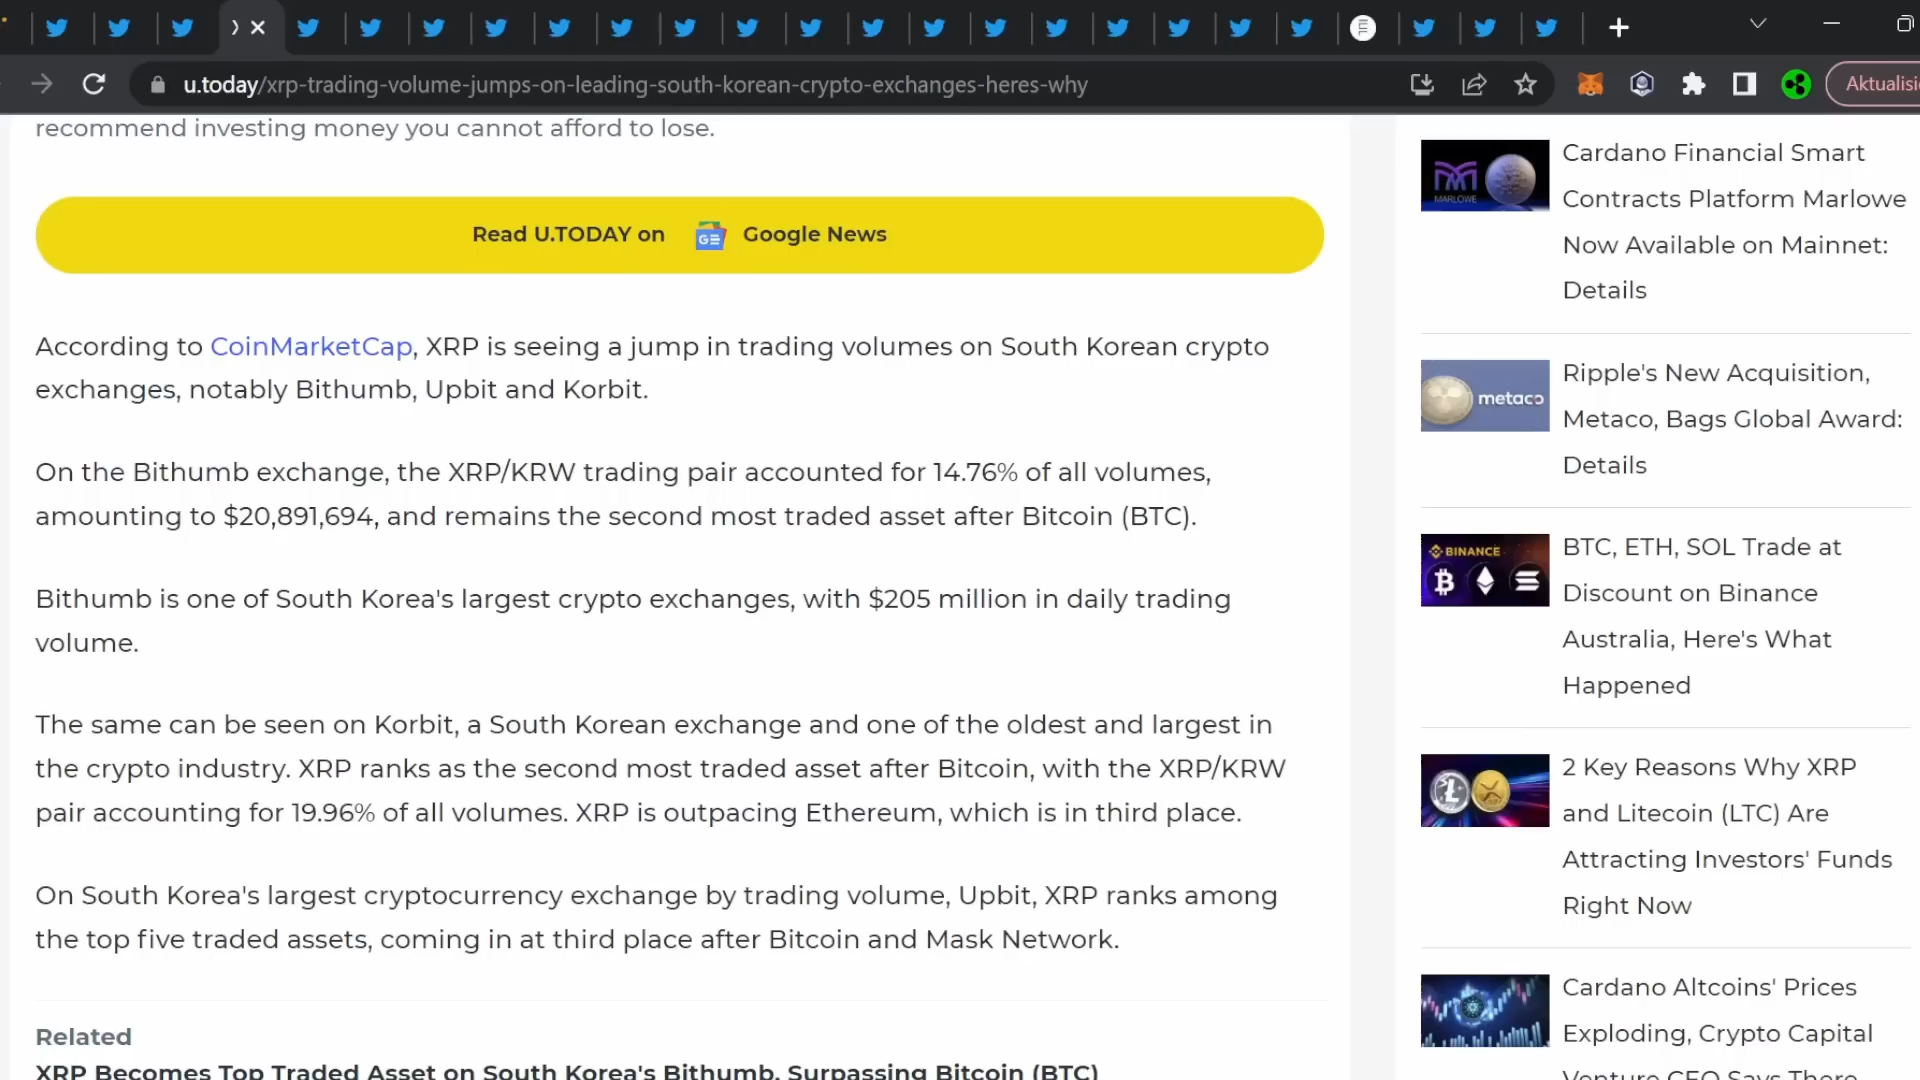 u.today/xrp-trading-volume-jumps-on-leading-south-korean-crypto-exchanges-heres-why
recommend investing money you cannot afford to lose.
Read U.TODAY on GE Google News
According to CoinMarketCap, XRP is seeing a jump in trading volumes on South Korean crypto
exchanges, notably Bithumb, Upbit and Korbit.
On the Bithumb exchange, the XRP/KRW trading pair accounted for 14.76% of all volumes,
amounting to $20,891,694, and remains the second most traded asset after Bitcoin (BTC).
Bithumb is one of South Korea's largest crypto exchanges, with $205 million in daily trading
volume.
The same can be seen on Korbit, a South Korean exchange and one of the oldest and largest in
the crypto industry. XRP ranks as the second most traded asset after Bitcoin, with the XRP/KRW
pair accounting for 19.96% of all volumes. XRP is outpacing Ethereum, which is in third place.
On South Korea's largest cryptocurrency exchange by trading volume, Upbit, XRP ranks among
the top five traded assets, coming in at third place after Bitcoin and Mask Network.
Related
XRP Becomes Top Traded Asset on South Korea's Bithumb, Surpassing Bitcoin (BTC)
MARLOWE
Cardano Financial Smart
Contracts Platform Marlowe
Now Available on Mainnet:
Details
metaco
Ripple's New Acquisition,
Metaco, Bags Global Award:
Details
BINANCE
BTC, ETH, SOL Trade at
Discount on Binance
Australia, Here's What
Happened
2 Key Reasons Why XRP
and Litecoin (LTC) Are
Attracting Investors' Funds
Right Now
Cardano Altcoins' Prices
Exploding, Crypto Capital
Venture CEO Says There